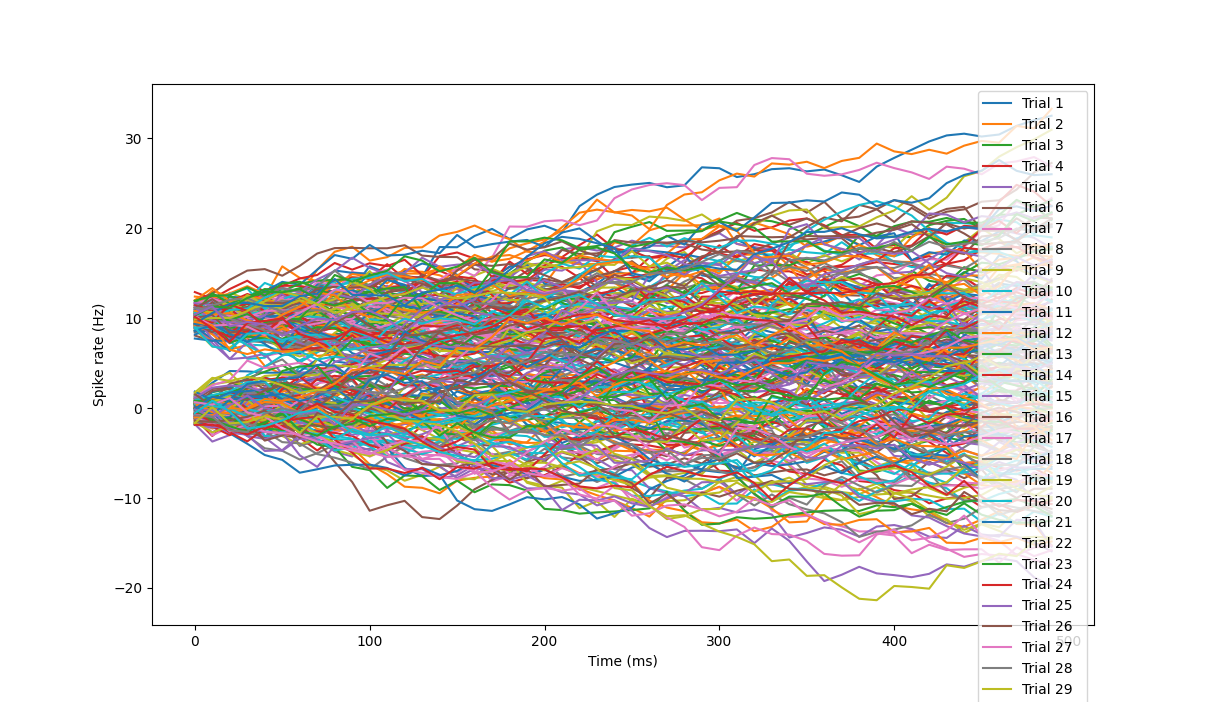 30
20
10
0
−10
−20
Spike rate (Hz)
0
100
200
300
400
500
Time (ms)
Trial 1
Trial 2
Trial 3
Trial 4
Trial 5
Trial 6
Trial 7
Trial 8
Trial 9
Trial 10
Trial 11
Trial 12
Trial 13
Trial 14
Trial 15
Trial 16
Trial 17
Trial 18
Trial 19
Trial 20
Trial 21
Trial 22
Trial 23
Trial 24
Trial 25
Trial 26
Trial 27
Trial 28
Trial 29